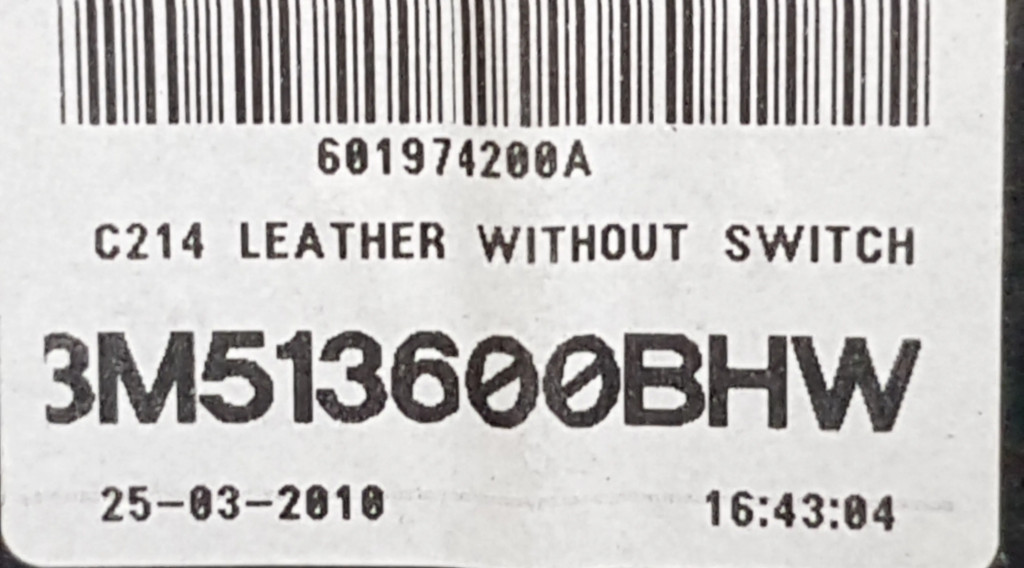 601974200A
C214 LEATHER WITHOUT SWITCH
3M513600BHW
25-03-2010 16:43:04